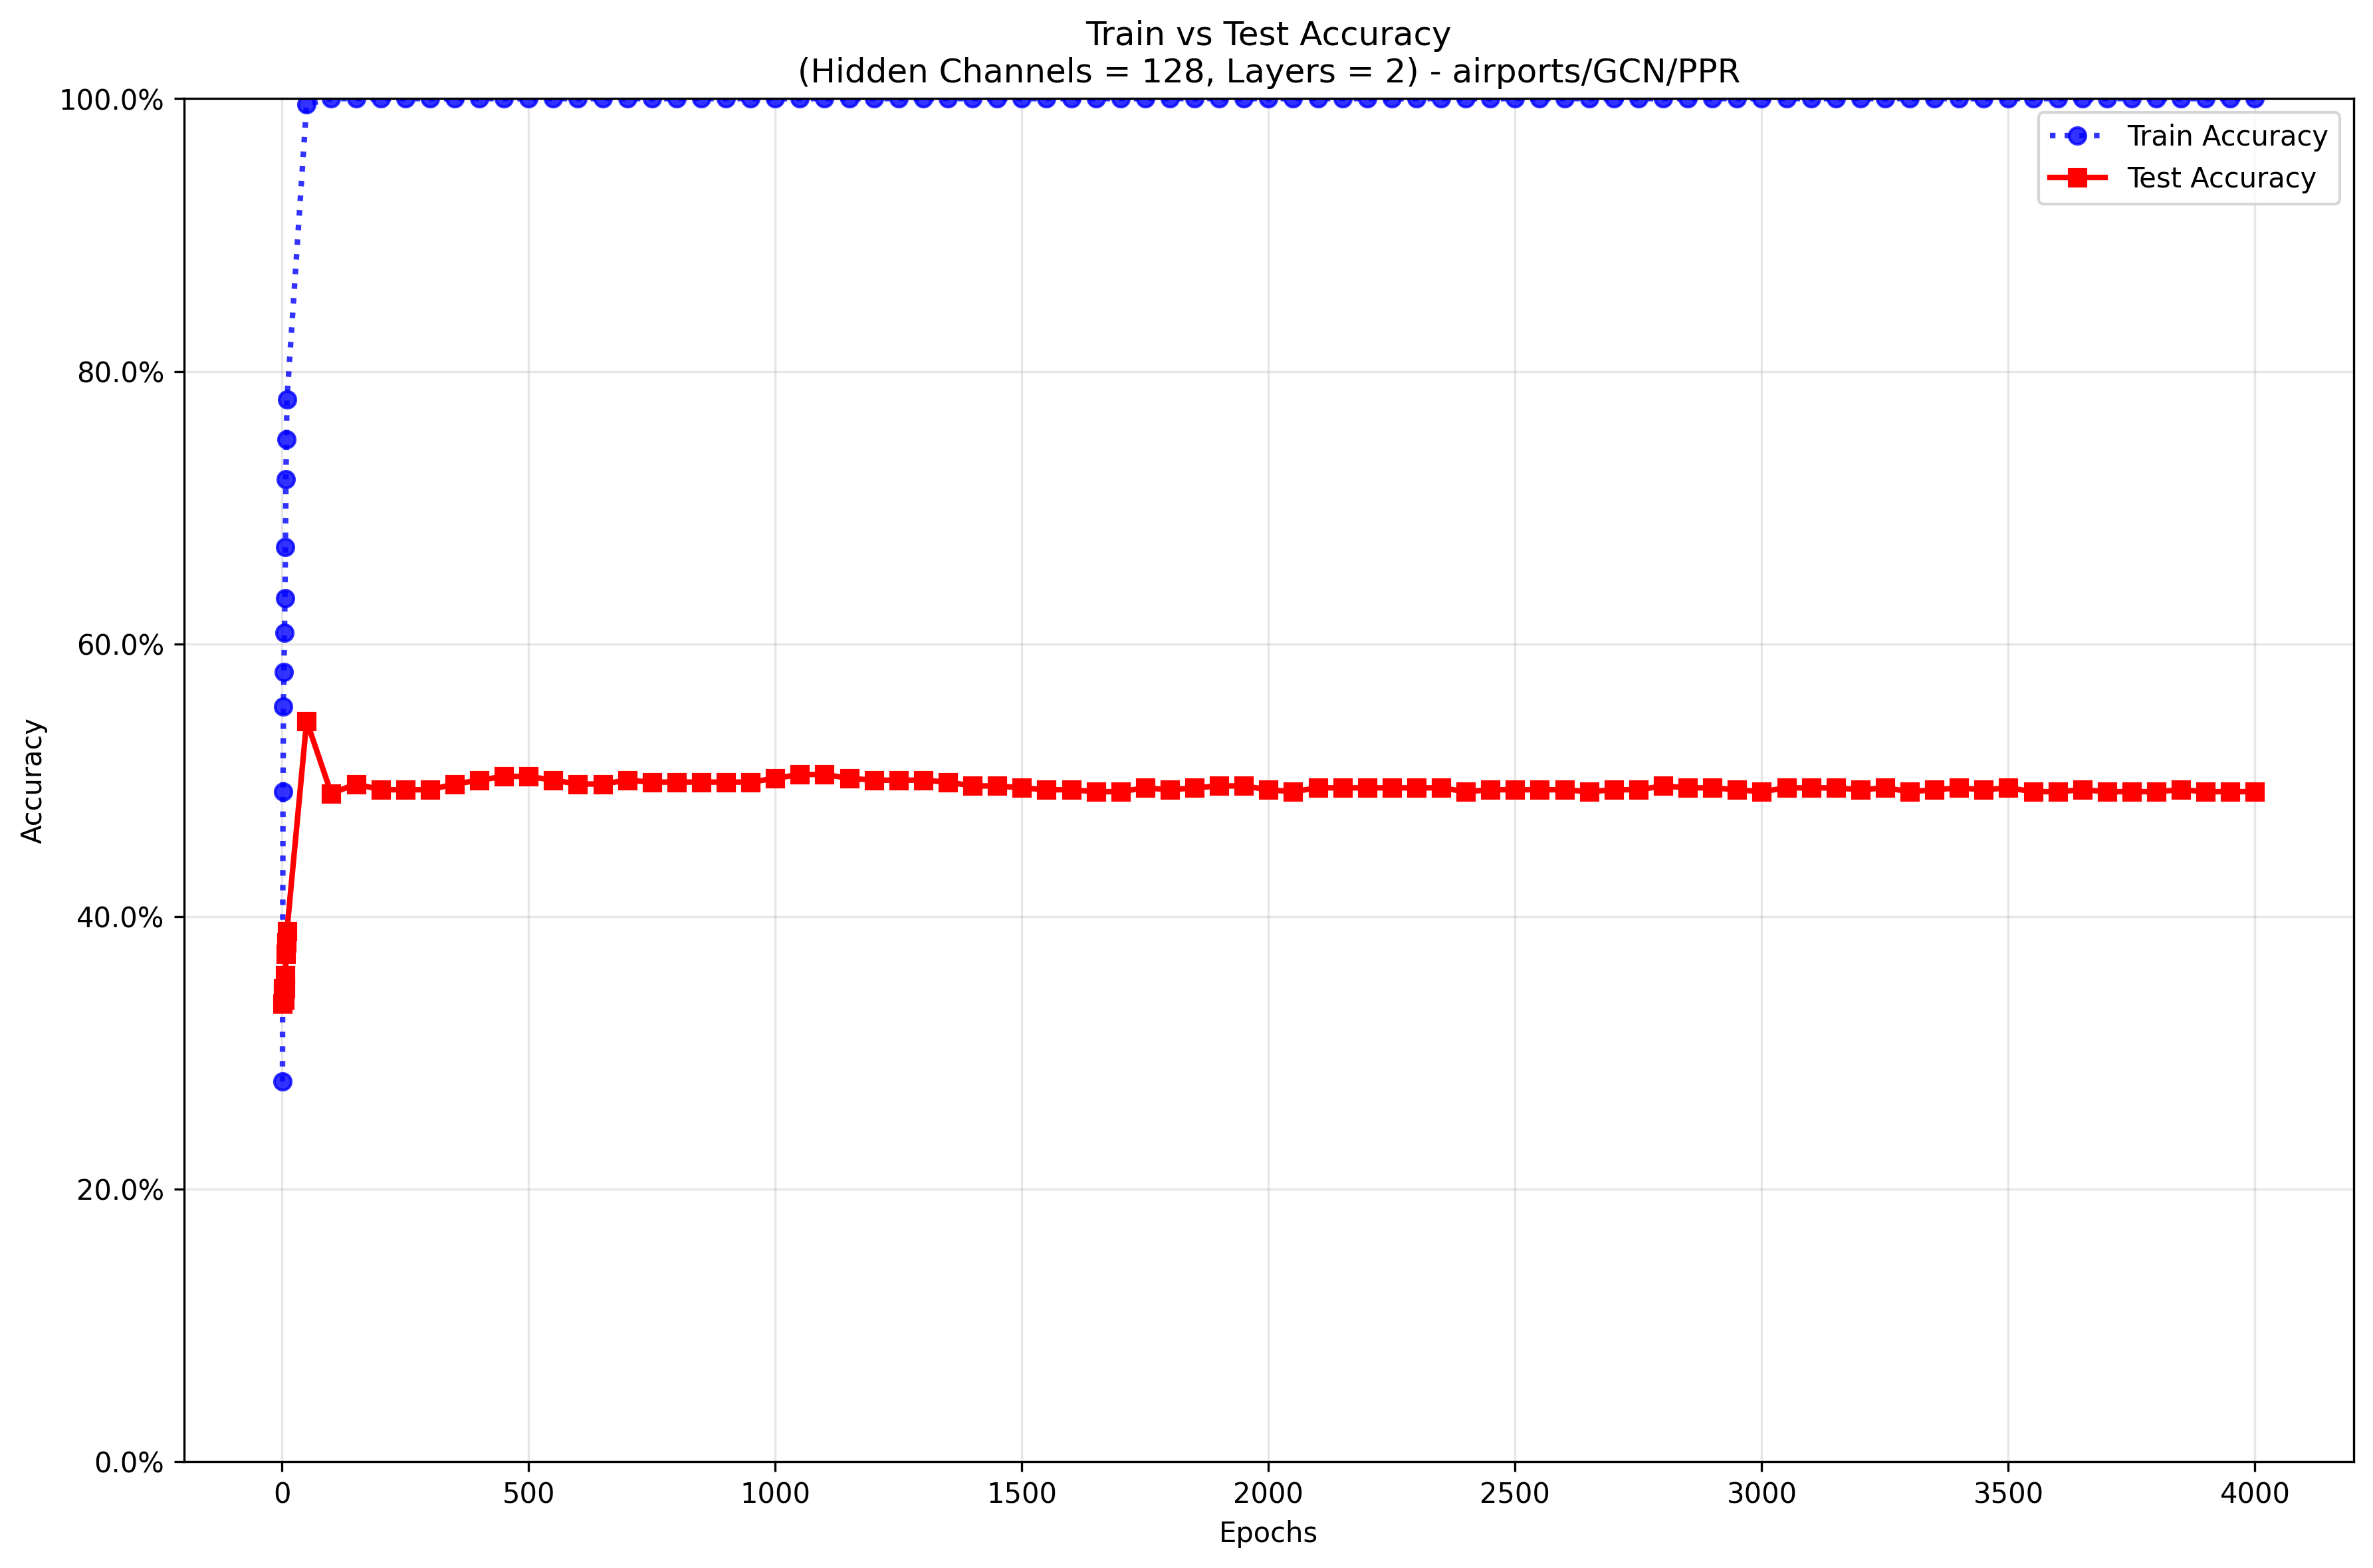 Train vs Test Accuracy
(Hidden Channels = 128, Layers = 2) - airports/GCN/PPR
100.0%
80.0%
60.0%
40.0%
20.0%
0.0%
Accuracy
Train Accuracy
Test Accuracy
0 500 1000 1500 2000 2500 3000 3500 4000
Epochs